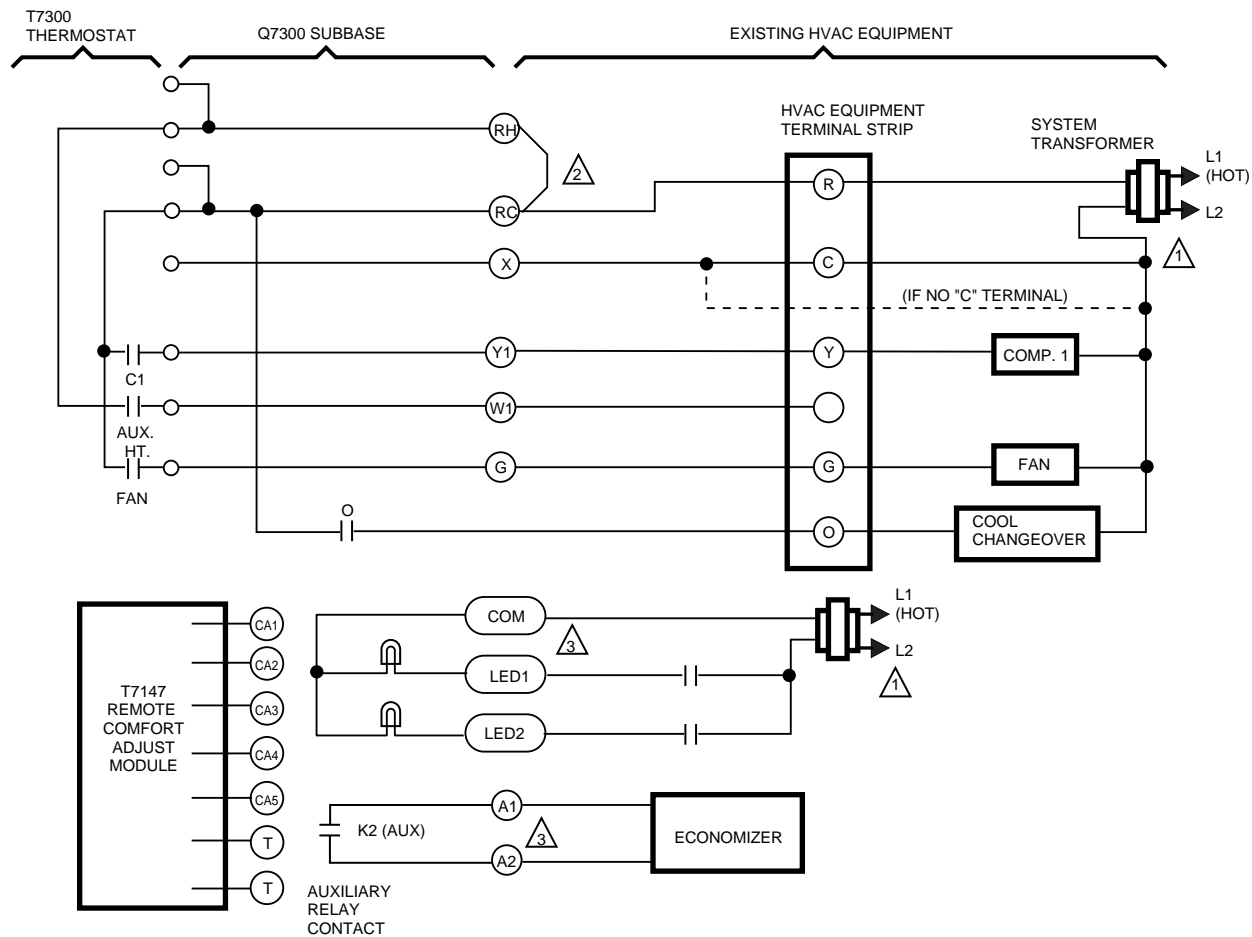 T7300
THERMOSTAT
Q7300 SUBBASE
EXISTING HVAC EQUIPMENT
HVAC EQUIPMENT
TERMINAL STRIP
SYSTEM
TRANSFORMER
RH
2
R
L1
(HOT)
RC
L2
X
C
1
(IF NO "C" TERMINAL)
C1
Y1
Y
COMP. 1
AUX.
HT.
W1
FAN
G
G
FAN
O
O
COOL
CHANGEOVER
T7147
REMOTE
COMFORT
ADJUST
MODULE
CA1
CA2
CA3
CA4
CA5
T
T
COM
3
L1
(HOT)
LED1
L2
1
LED2
K2 (AUX)
A1
3
A2
ECONOMIZER
AUXILIARY
RELAY
CONTACT